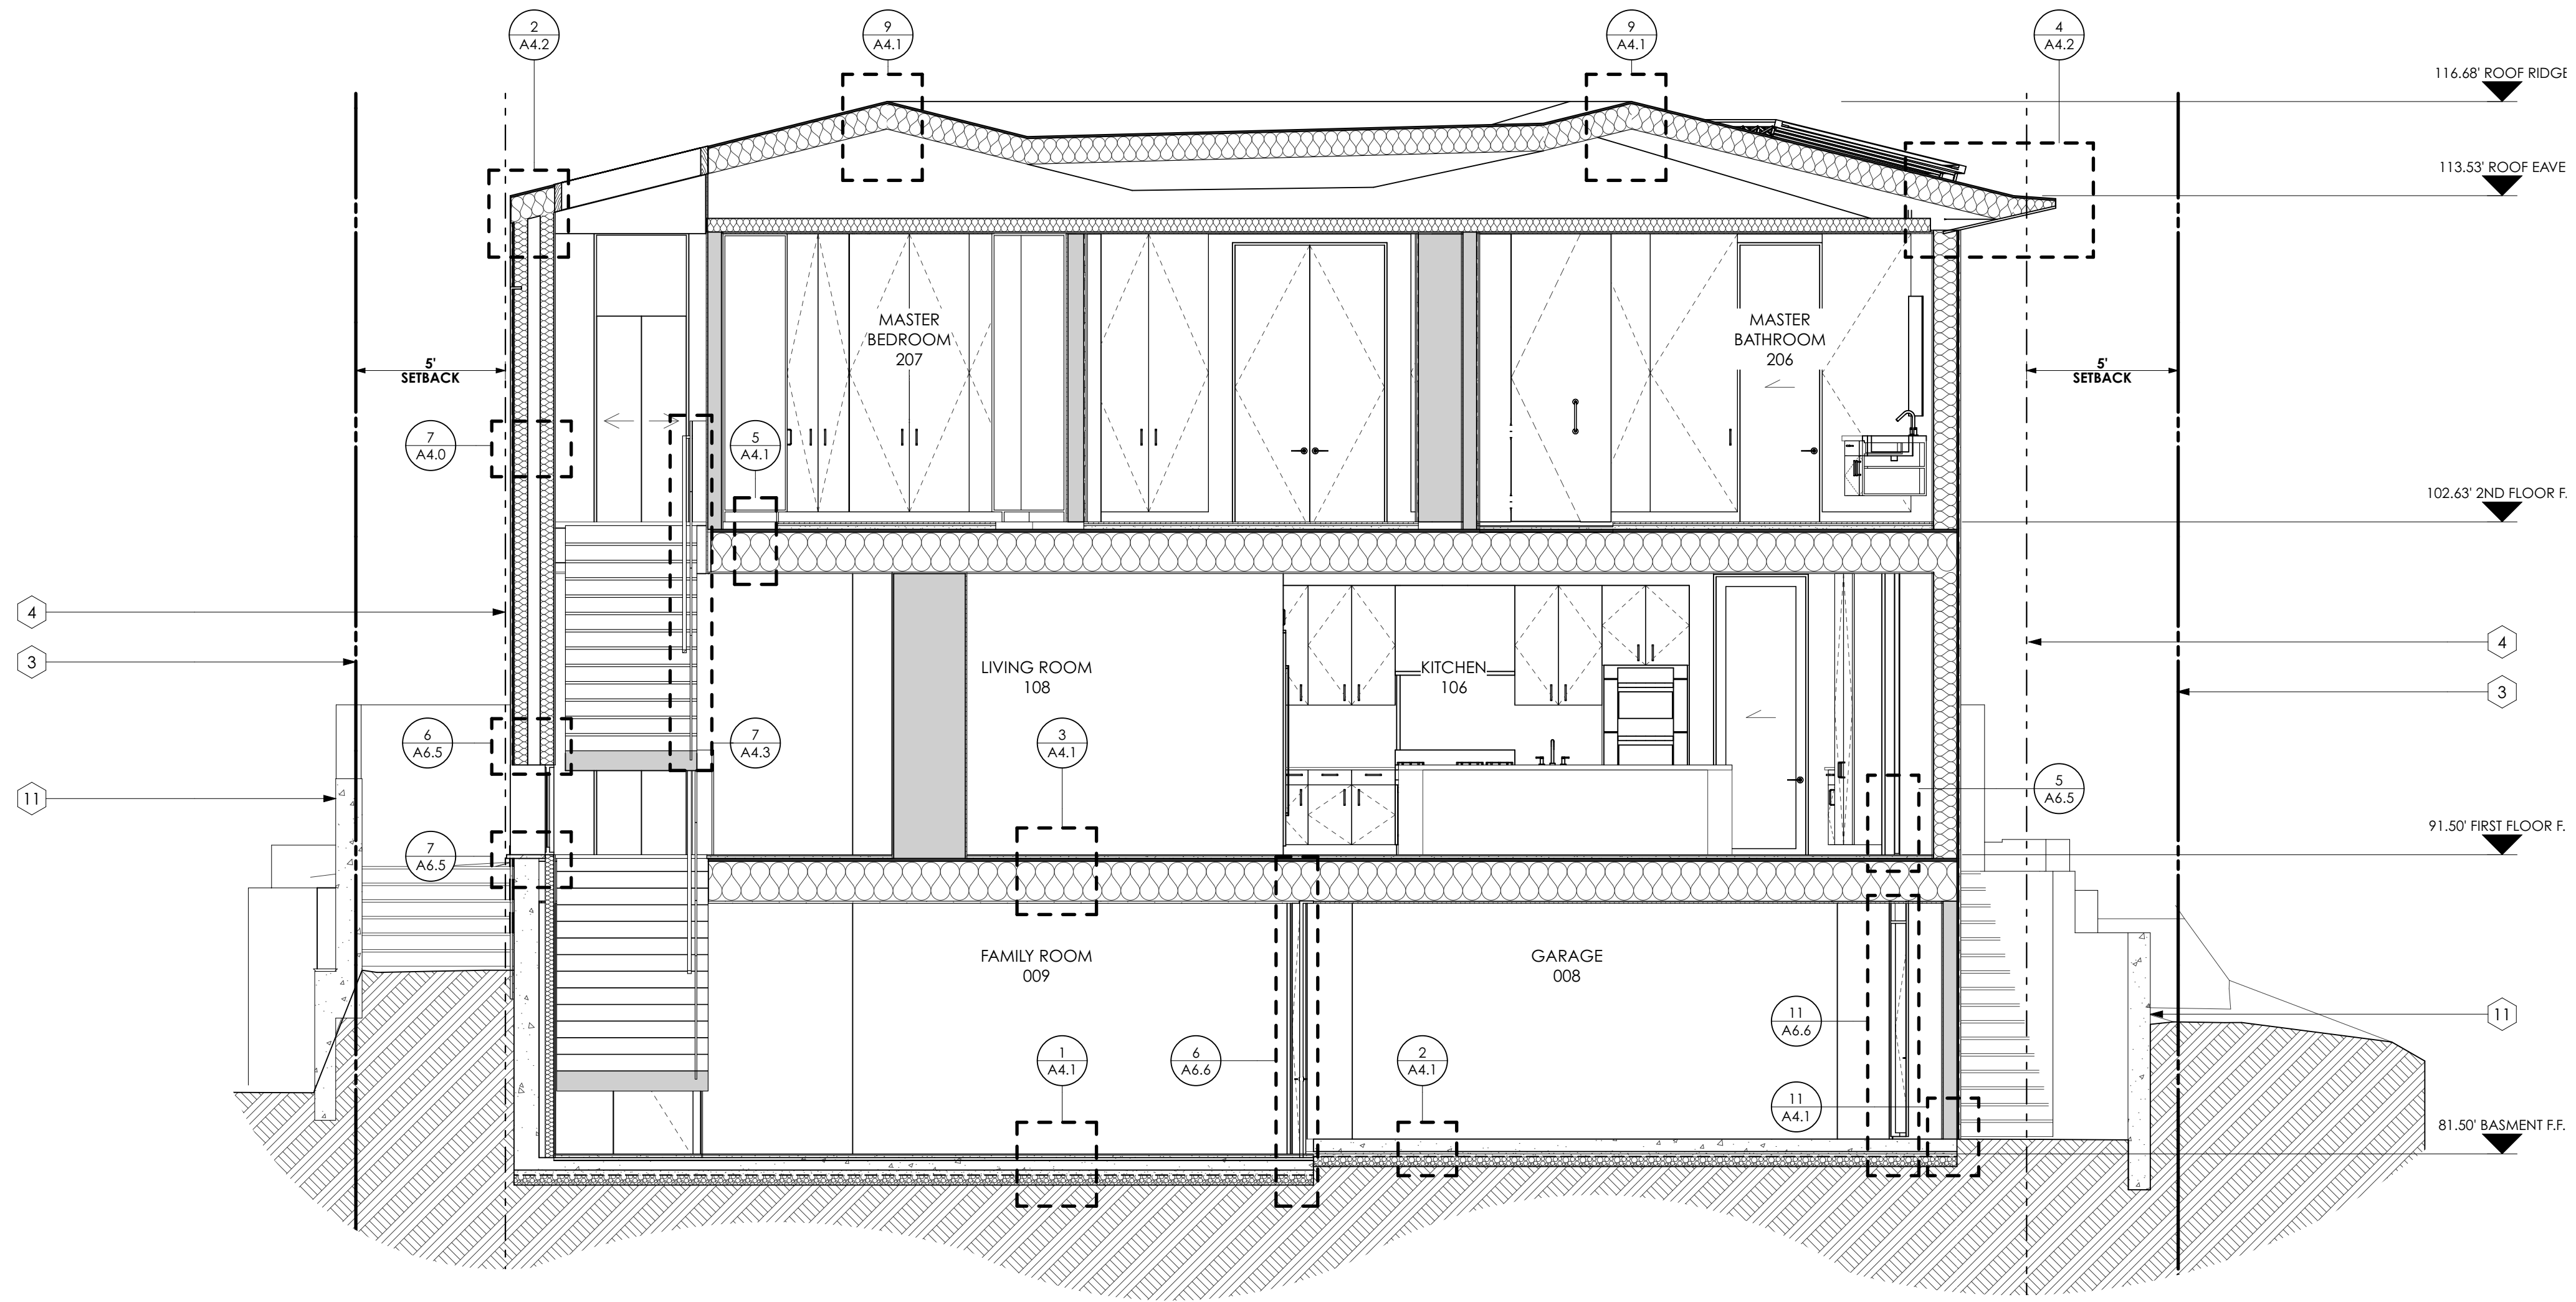 2
A4.2
9
A4.1
9
A4.1
4
A4.2
116.68' ROOF RIDGE
113.53' ROOF EAVE
MASTER
BEDROOM
207
MASTER
BATHROOM
206
5'
SETBACK
5'
SETBACK
7
A4.0
5
A4.1
102.63' 2ND FLOOR F.
4
3
4
3
LIVING ROOM
108
KITCHEN
106
6
A6.5
7
A4.3
3
A4.1
5
A6.5
11
7
A6.5
91.50' FIRST FLOOR F.
FAMILY ROOM
009
GARAGE
008
11
A6.6
11
1
A4.1
6
A6.6
2
A4.1
11
A4.1
81.50' BASMENT F.F.